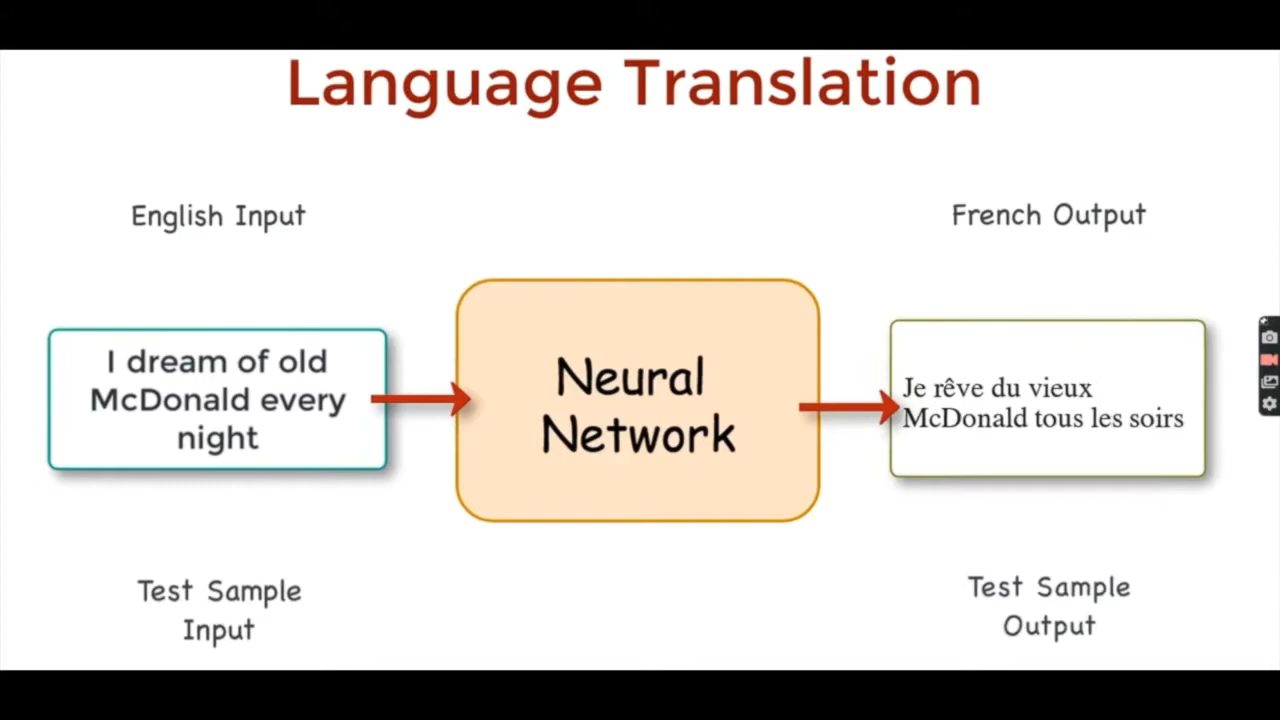 Language Translation
English Input
French Output
I dream of old
McDonald every
night
Neural
Network
Je rêve du vieux
McDonald tous les soirs
Test Sample
Input
Test Sample
Output